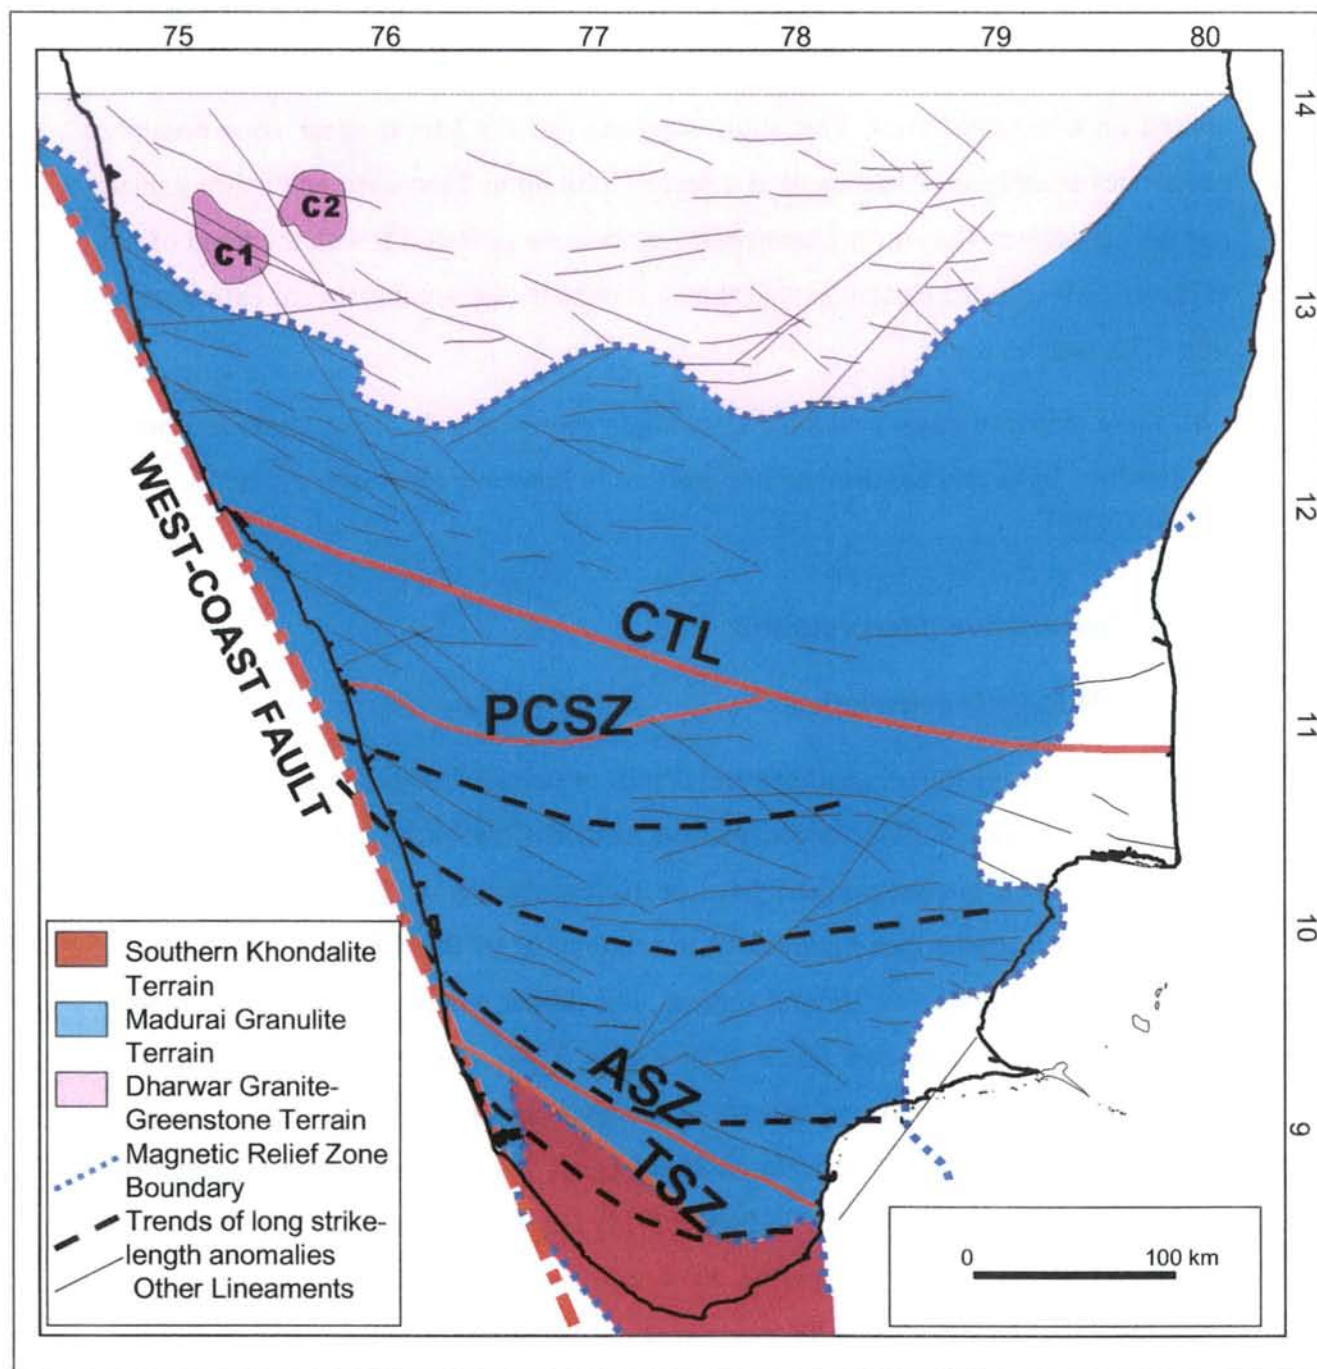 75 76 77 78 79 80
14
13
12
11
10
9
C2
C1
WEST-COAST FAULT
CTL
PCSZ
ASZ
TSZ
Southern Khondalite
Terrain
Madurai Granulite
Terrain
Dharwar Granite-
Greenstone Terrain
Magnetic Relief Zone
Boundary
Trends of long strike-
length anomalies
Other Lineaments
0 100 km